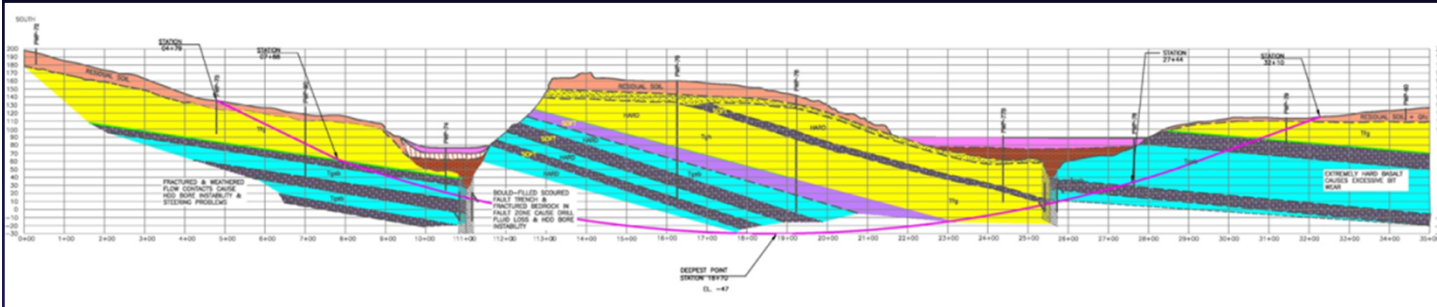 SOUTH
STATION
04+79
STATION
07+88
STATION
27+44
STATION
32+10
RESIDUAL SOIL
RESIDUAL SOIL
RESIDUAL SOIL +
HARD
HARD
SOFT
HARD
SOFT
HARD
SOFT
HARD
Tfg
Tfg
Tfg
FRACTURED & WEATHERED
FLOW CONTACTS CAUSE
HDD BORE INSTABILITY &
STEERING PROBLEMS
BOULD-FILLED SCOURED
FAULT TRENCH &
FRACTURED BEDROCK IN
FAULT ZONE CAUSE DRILL
FLUID LOSS & HDD BORE
INSTABILITY
EXTREMELY HARD BASALT
CAUSES EXCESSIVE BIT
WEAR
200
190
180
170
160
150
140
130
120
110
100
90
80
70
60
50
40
30
20
10
0
-10
-20
-30
0+00
1+00
2+00
3+00
4+00
5+00
6+00
7+00
8+00
9+00
10+00
11+00
12+00
13+00
14+00
15+00
16+00
17+00
18+00
19+00
20+00
21+00
22+00
23+00
24+00
25+00
26+00
27+00
28+00
29+00
30+00
31+00
32+00
33+00
34+00
35+00
DEEPEST POINT
STATION 18+70
EL. -47